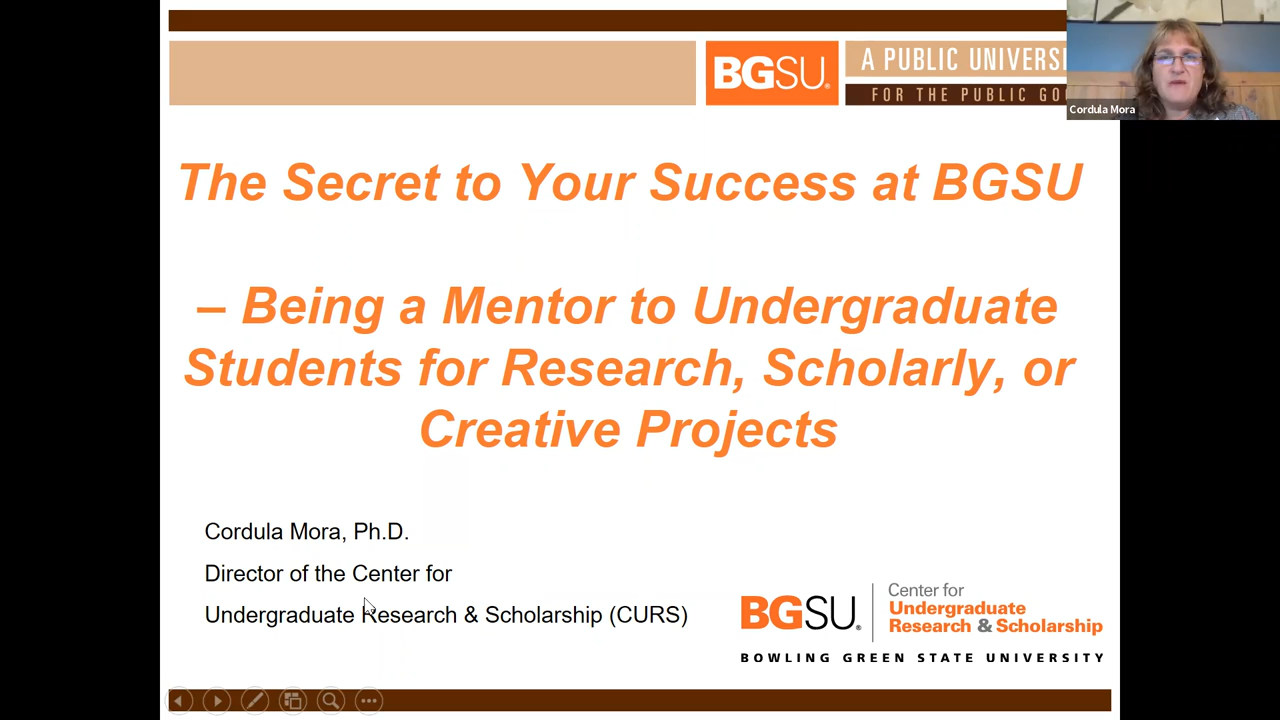 BGSU®
A PUBLIC UNIVERSI
FOR THE PUBLIC GO
Cordula Mora
The Secret to Your Success at BGSU
– Being a Mentor to Undergraduate
Students for Research, Scholarly, or
Creative Projects
Cordula Mora, Ph.D.
Director of the Center for
Undergraduate Research & Scholarship (CURS)
BGSU®
Center for
Undergraduate
Research & Scholarship
BOWLING GREEN STATE UNIVERSITY